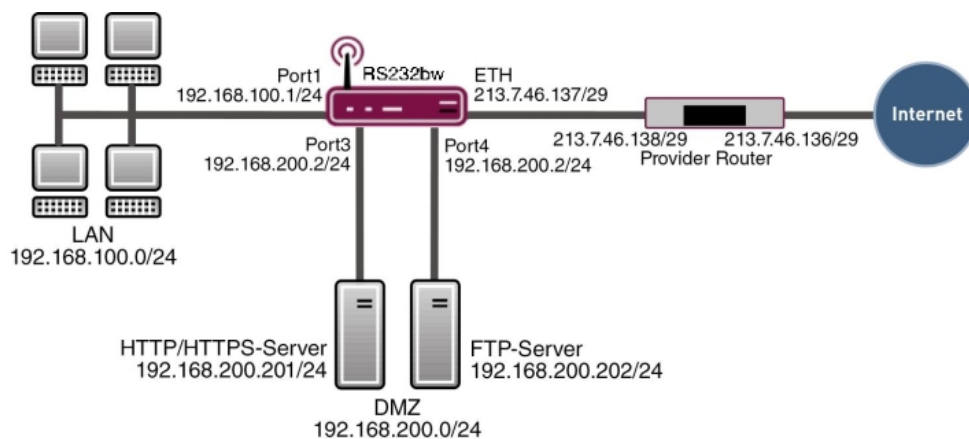 Port1
192.168.100.1/24
RS232bw
ETH
213.7.46.137/29
Internet
Port3
192.168.200.2/24
Port4
192.168.200.2/24
213.7.46.138/29
213.7.46.136/29
Provider Router
LAN
192.168.100.0/24
HTTP/HTTPS-Server
192.168.200.201/24
FTP-Server
192.168.200.202/24
DMZ
192.168.200.0/24